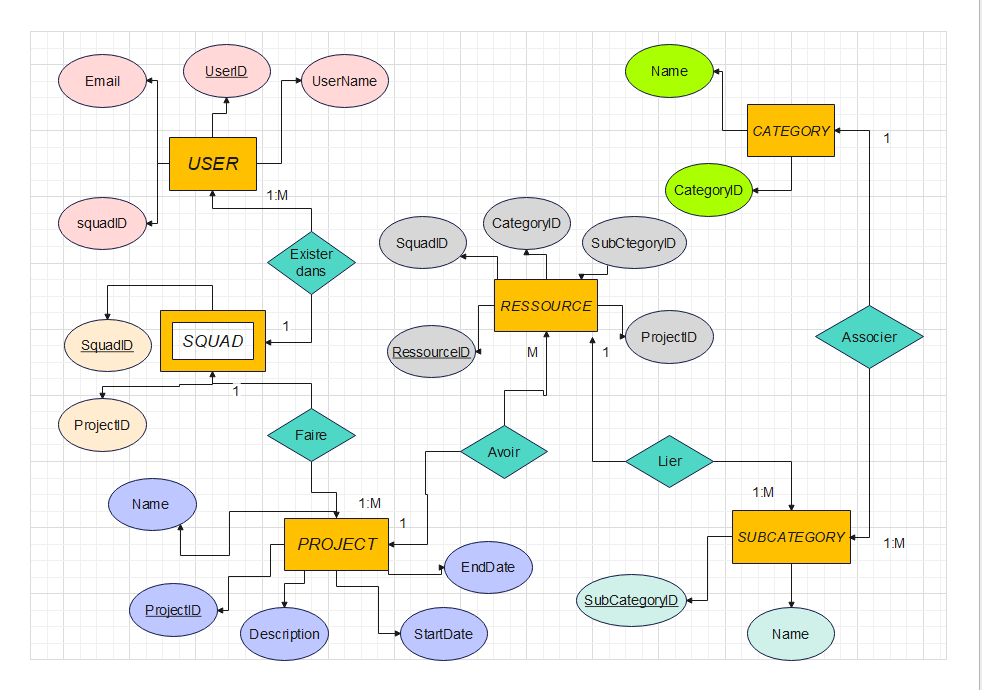 Email
UserID
UserName
Name
USER
CATEGORY
1
squadID
1:M
CategoryID
SquadID
CategoryID
SubCtegoryID
Exister
dans
RESSOURCE
SQUAD
1
SquadID
RessourceID
M
1
ProjectID
Associer
1
ProjectID
Faire
Avoir
Lier
Name
1:M
1
1:M
PROJECT
SUBCATEGORY
1:M
EndDate
ProjectID
SubCategoryID
Description
StartDate
Name